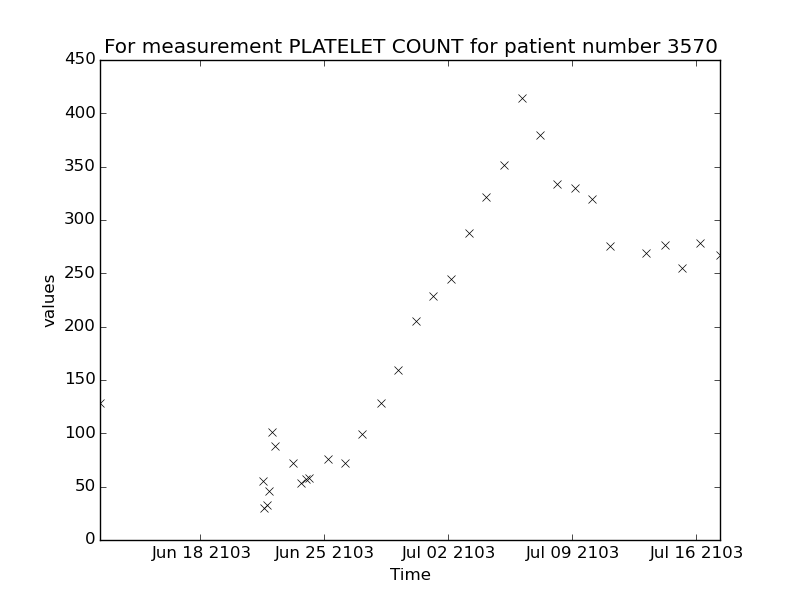 For measurement PLATELET COUNT for patient number 3570
450
400
350
300
250
200
150
100
50
0
values
Jun 18 2103 Jun 25 2103 Jul 02 2103 Jul 09 2103 Jul 16 2103
Time